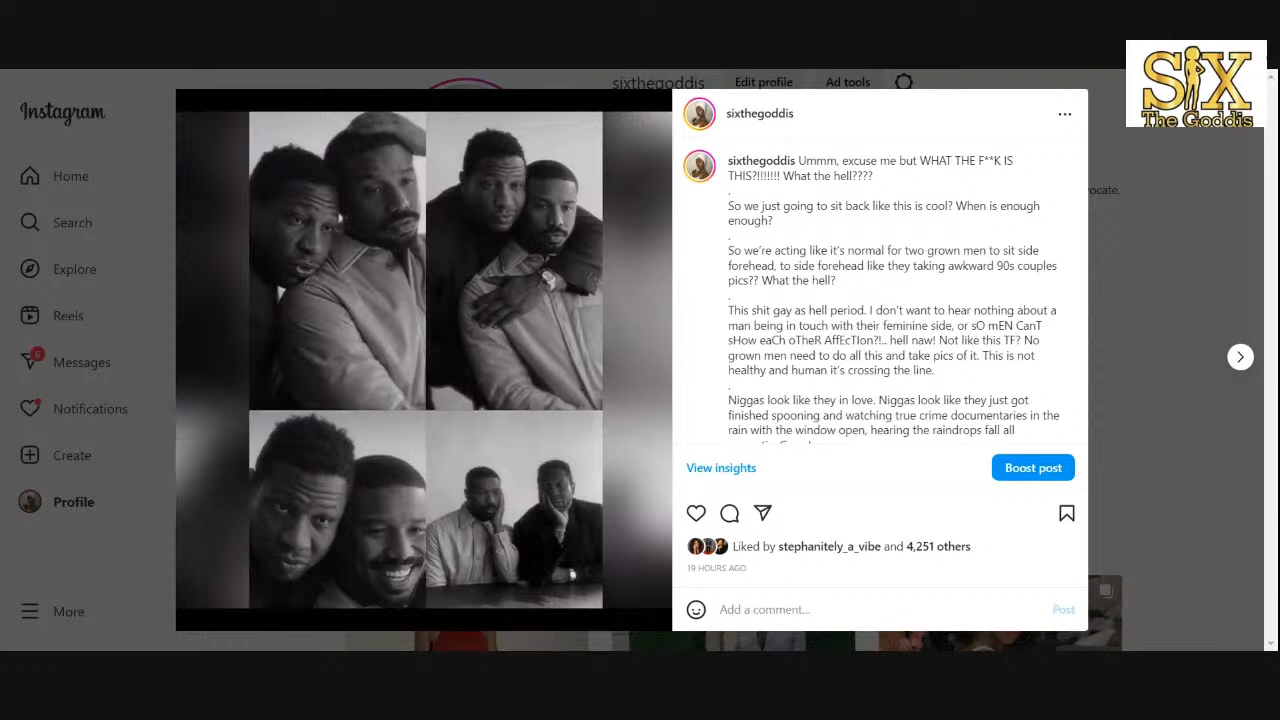 SIX
The Goddis
Instagram
Home
Search
Explore
Reels
6
Messages
Notifications
Create
Profile
More
sixthegoddis
Edit profile
Ad tools
ocate.
sixthegoddis
sixthegoddis Ummm, excuse me but WHAT THE F**K IS
THIS?!!!!!!! What the hell????
.
So we just going to sit back like this is cool? When is enough
enough?
.
So we're acting like it's normal for two grown men to sit side
forehead, to side forehead like they taking awkward 90s couples
pics?? What the hell?
.
This shit gay as hell period. I don't want to hear nothing about a
man being in touch with their feminine side, or sO mEN CanT
sHow eaCh oTheR AffEcTIon?!.. hell naw! Not like this TF? No
grown men need to do all this and take pics of it. This is not
healthy and human it's crossing the line.
.
Niggas look like they in love. Niggas look like they just got
finished spooning and watching true crime documentaries in the
rain with the window open, hearing the raindrops fall all
View insights
Boost post
Liked by stephanitely_a_vibe and 4,251 others
19 HOURS AGO
Add a comment...
Post